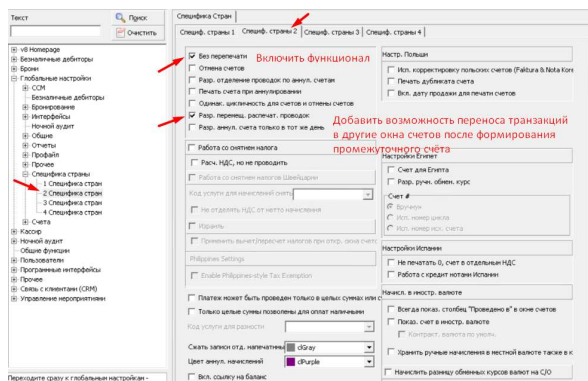 Текст
Поиск
Очистить
v8 Homepage
Безналичные дебиторы
Брони
Глобальные настройки
CCM
Безналичные дебиторы
Бронирование
Интерфейсы
Ночной аудит
Общие
Отчеты
Профайл
Прочее
Специфика страны
1 Специфика стран
2 Специфика стран
3 Специфика стран
4 Специфика стран
Счета
Кассир
Ночной аудит
Общие функции
Пользователи
Программные интерфейсы
Прочее
Связь с клиентами (CRM)
Управление мероприятиями
Переходите сразу к глобальным настройкам -
Специфика Стран
Специф. страны 1
Специф. страны 2
Специф. страны 3
Специф. страны 4
Без перепечати
Включить функционал
Отмена счетов
Разр. отделение проводок по аннул. счетам
Печать счета при аннулировании
Одинак. цикличность для счетов и отмены счетов
Разр. перемещ. распечат. проводок
Разр. аннул. счета только в тот же день
Добавить возможность переноса транзакций
в другие окна счетов после формирования
промежуточного счёта
Работа со снятием налога
Расч. НДС, но не проводить
Работа с снятием налогов Швейцарии
Код услуги для начислений снять
Не отделять НДС от нетто начисления
Израиль
Применить вычет/пересчет налогов при откр. окна счетс
Philippines Settings
Enable Philippines-style Tax Exemption
Платеж может быть проведен только в целых суммах или с
Только целые суммы позволены для оплат наличными
Код услуги для разности
Сжать записи отд. напечатнны
clGray
Цвет аннул. начислений
clPurple
Вкл. ссылку на баланс
Настр. Польши
Исп. корректировку польских счетов (Faktura & Nota Kore
Печать дубликата счета
Вкл. дату продажи для печати счетов
Настройки Египет
Счет для Египта
Разр. ручн. обмен. курс
Счет #
Вручную
Исп. номер цикла
Исп. номер исх. счета
Настройки Испании
Не печатать 0, счет в отдельным НДС
Работа с кредит нотами Испании
Начисл. в иностр. валюте
Всегда показ. столбец "Проведено в" в окне счетов
Показ. счет в иностр. валюте
Контракт. валюта по умолч.
Хранить ручные начисления в местной валюте также в к
Начислить разницу обменных курсов валют на С/О